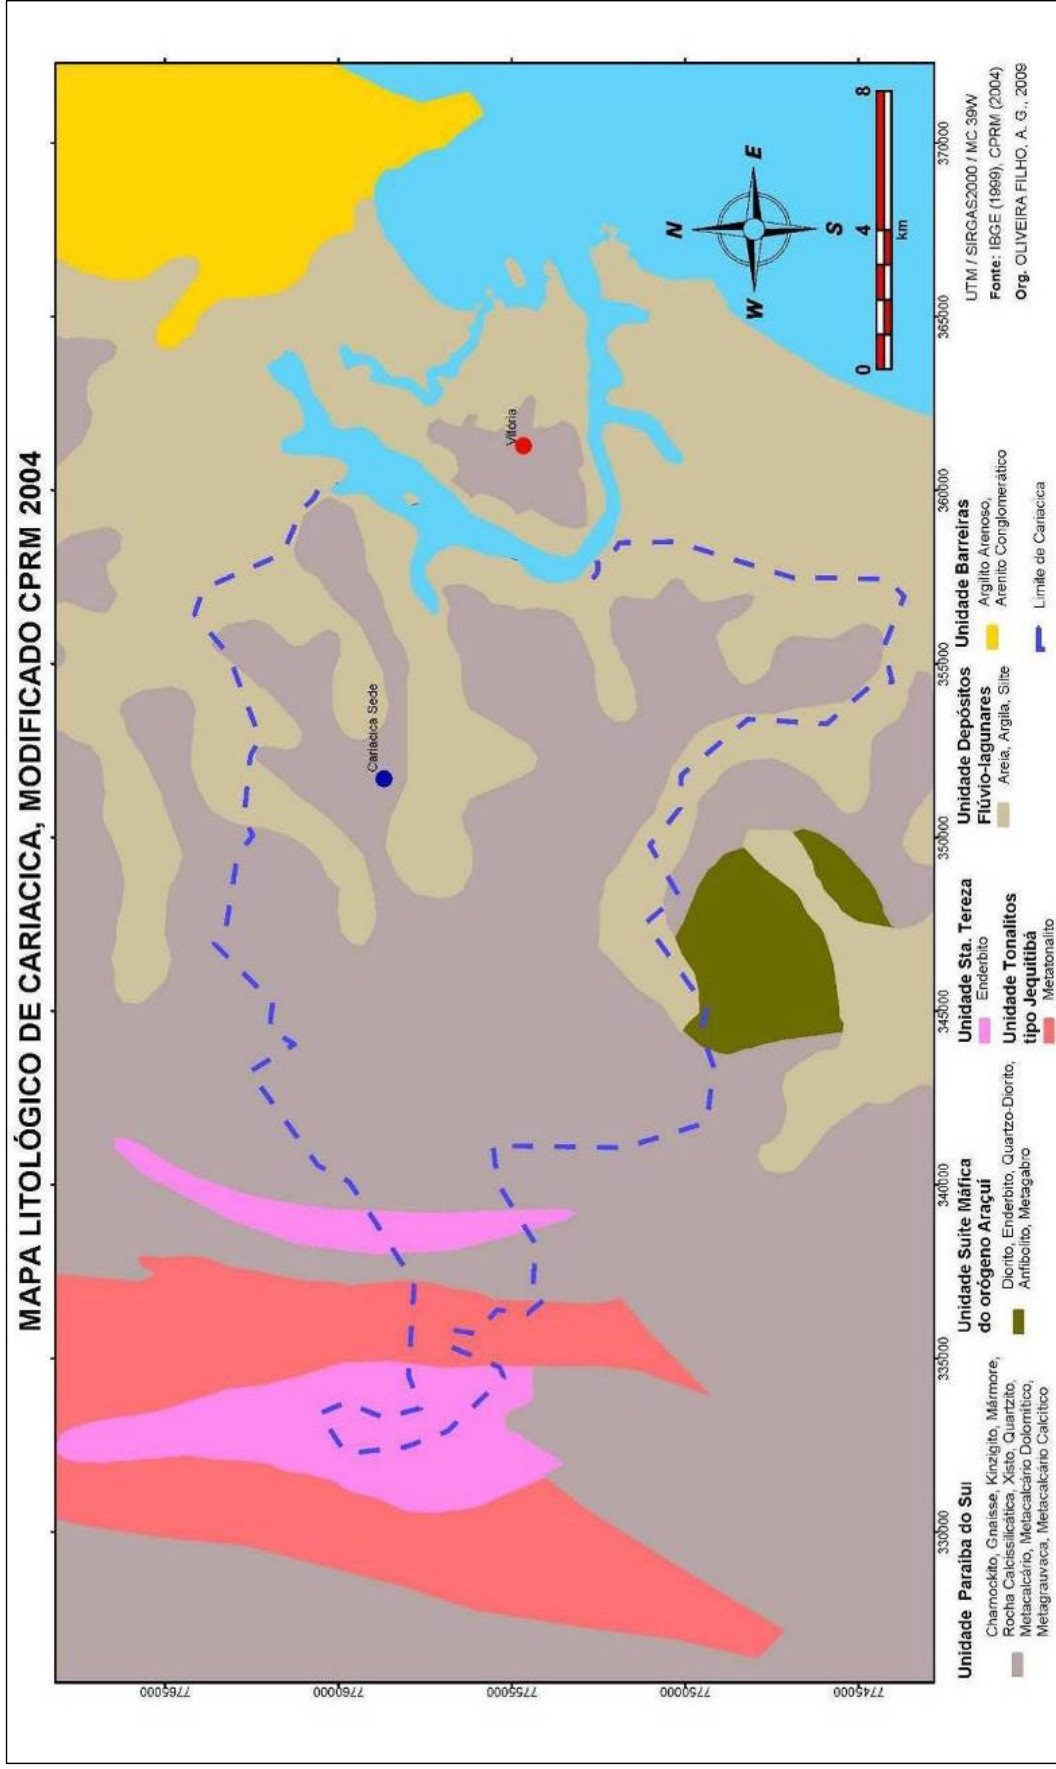 MAPA LITOLÓGICO DE CARIACICA, MODIFICADO CPRM 2004
7765000
7760000
7755000
7750000
7745000
330000
335000
340000
345000
350000
355000
360000
365000
370000
Cariacica Sede
Vitória
N
E
S
W
0
4
8
km
Unidade Paraíba do Sul
Charnockito, Gnaisse, Kinzigito, Mármore,
Rocha Calcissilicática, Xisto, Quartzito,
Metacalcário, Metacalcário Dolomítico,
Metagrauvaca, Metacalcário Calcítico
Unidade Suíte Máfica
do orógeno Araçuí
Diorito, Enderbito, Quartzo-Diorito,
Anfibolito, Metagabro
Unidade Sta. Tereza
Enderbito
Unidade Tonalitos
tipo Jequitibá
Metatonalito
Unidade Depósitos
Flúvio-lagunares
Areia, Argila, Silte
Unidade Barreiras
Argilito Arenoso,
Arenito Conglomerático
Limite de Cariacica
UTM / SIRGAS2000 / MC 39W
Fonte: IBGE (1999), CPRM (2004)
Org. OLIVEIRA FILHO, A. G., 2009